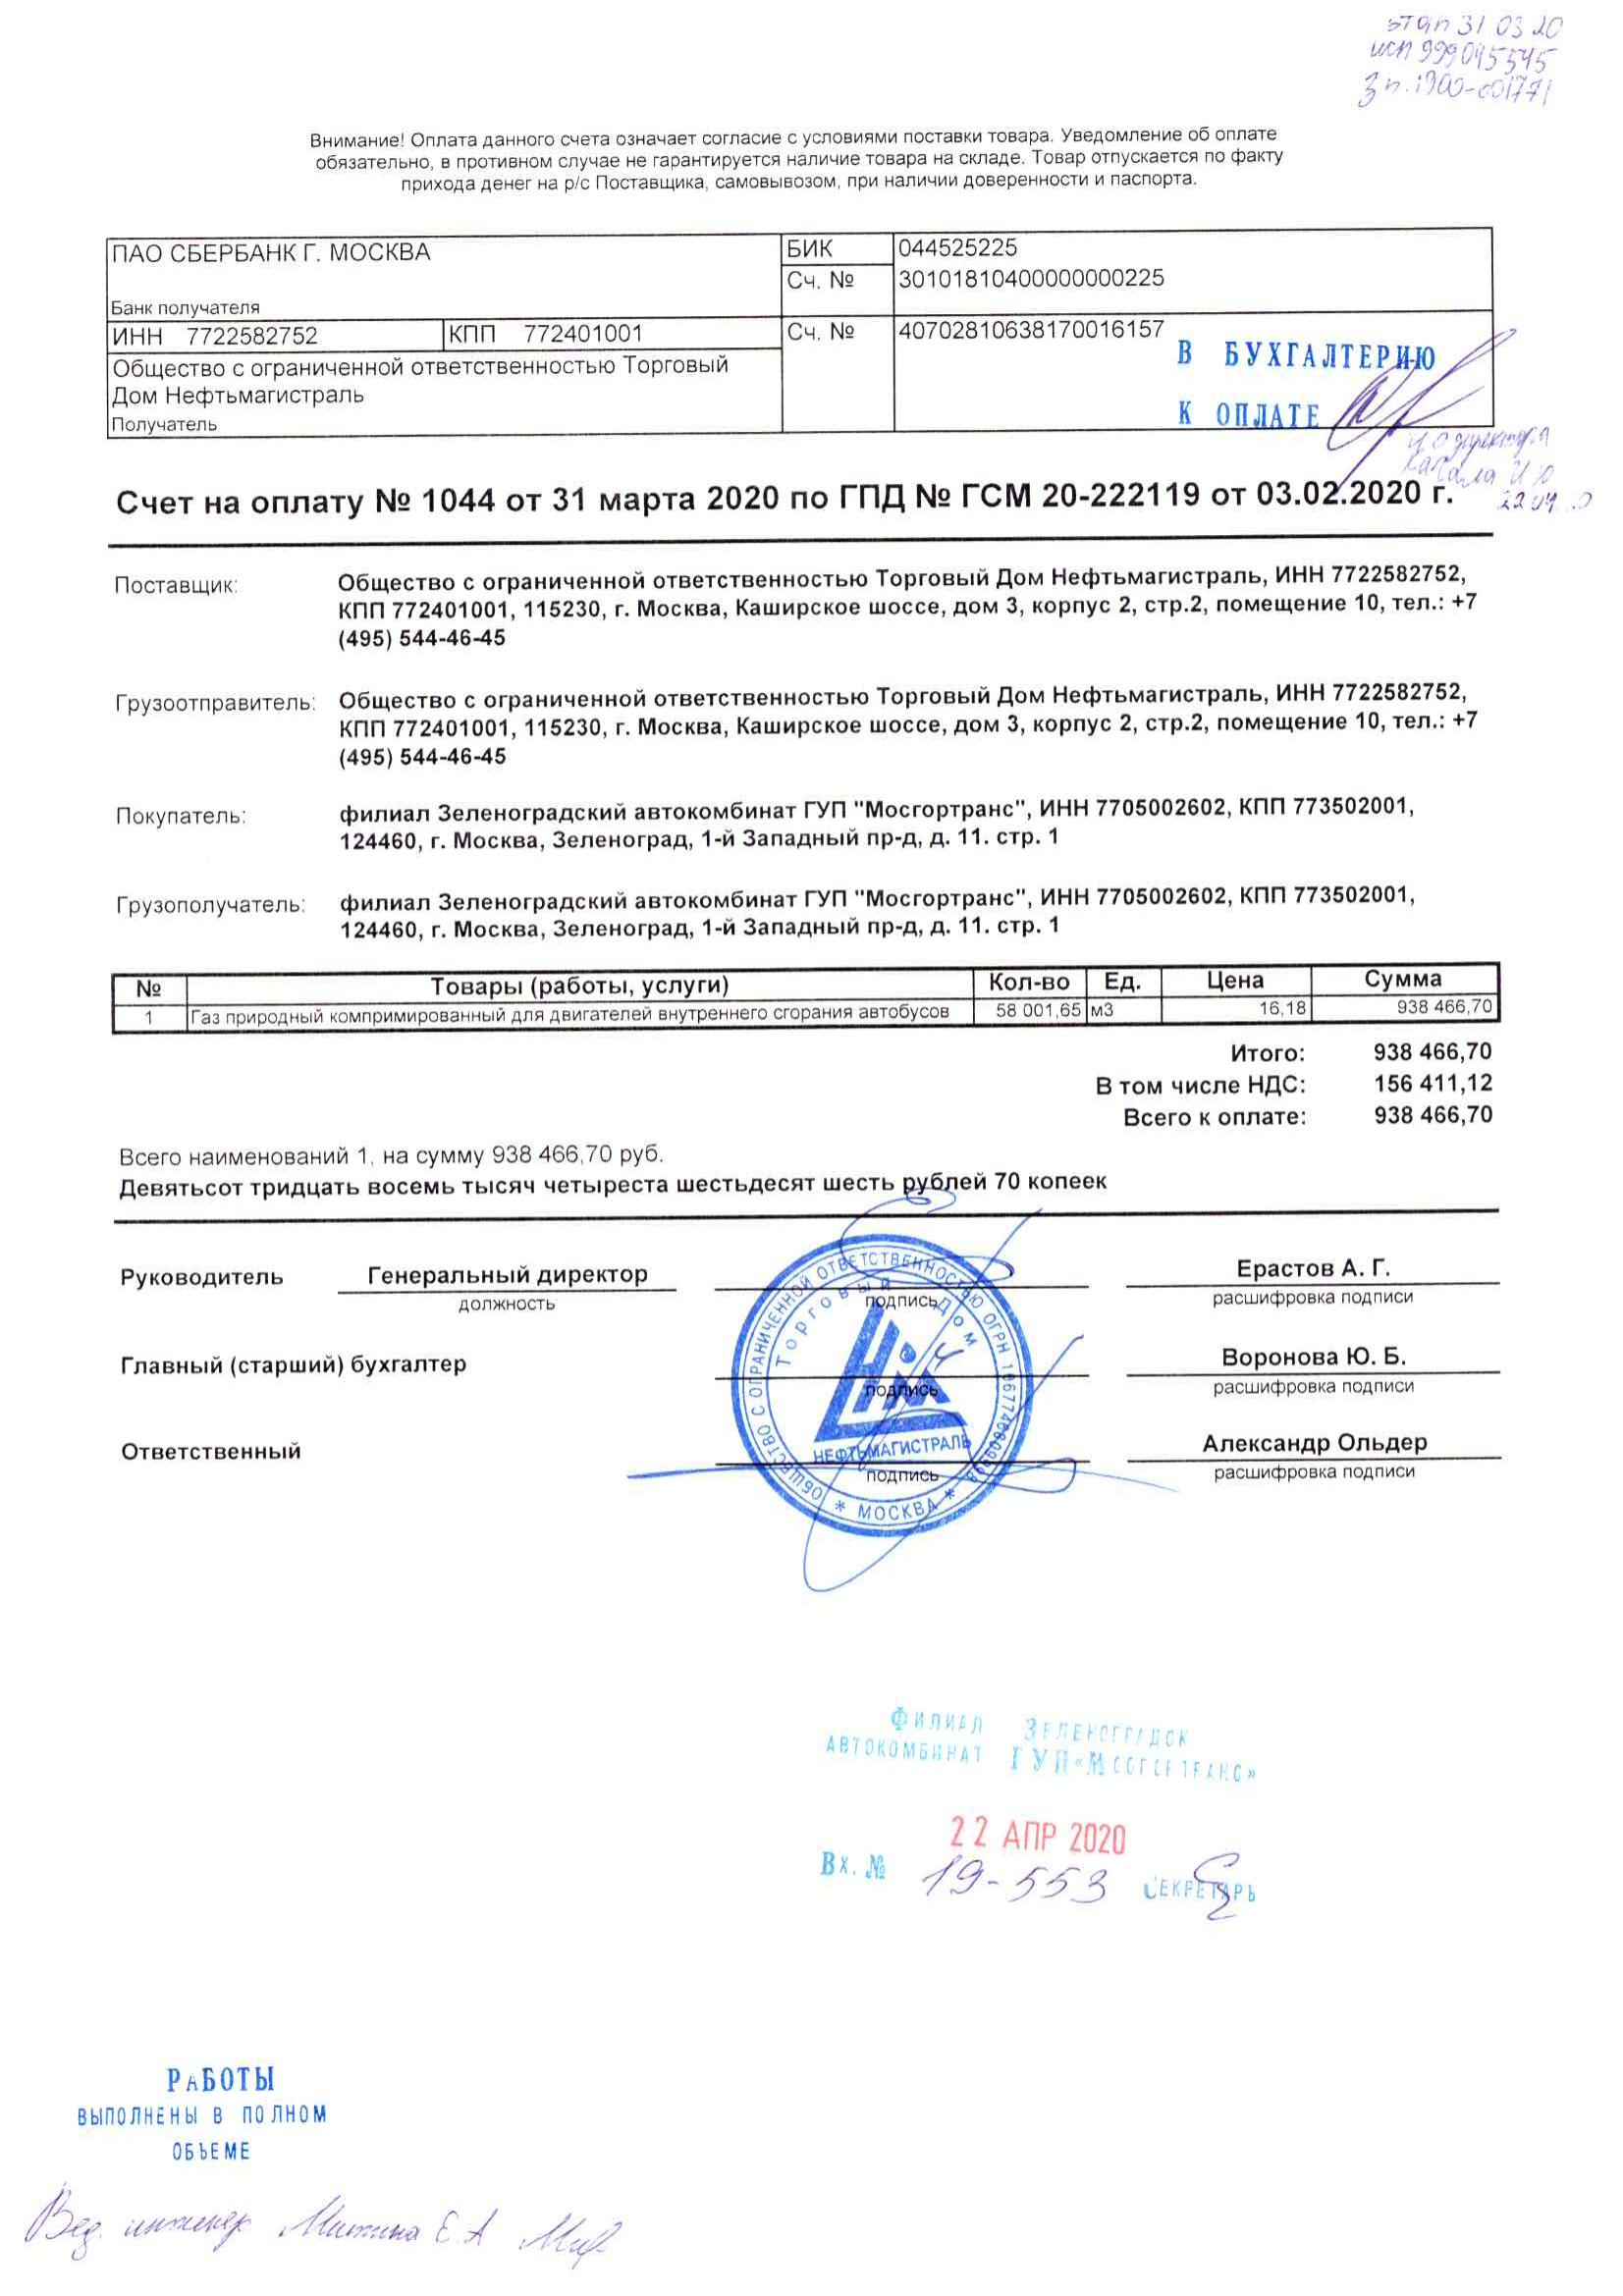 этап 31 03 20
исп 999045545
Внимание! Оплата данного счета означает согласие с условиями поставки товара. Уведомление об оплате
обязательно, в противном случае не гарантируется наличие товара на складе. Товар отпускается по факту
прихода денег на р/с Поставщика, самовывозом, при наличии доверенности и паспорта.
ПАО СБЕРБАНК Г. МОСКВА БИК 044525225
Сч. № 30101810400000000225
Банк получателя
ИНН 7722582752 КПП 772401001 Сч. № 40702810638170016157
Общество с ограниченной ответственностью Торговый
Дом Нефтьмагистраль
Получатель
В БУХГАЛТЕРИЮ
К ОПЛАТЕ
и о директора
22 04
Счет на оплату № 1044 от 31 марта 2020 по ГПД № ГСМ 20-222119 от 03.02.2020 г.
Поставщик: Общество с ограниченной ответственностью Торговый Дом Нефтьмагистраль, ИНН 7722582752,
КПП 772401001, 115230, г. Москва, Каширское шоссе, дом 3, корпус 2, стр.2, помещение 10, тел.: +7
(495) 544-46-45
Грузоотправитель: Общество с ограниченной ответственностью Торговый Дом Нефтьмагистраль, ИНН 7722582752,
КПП 772401001, 115230, г. Москва, Каширское шоссе, дом 3, корпус 2, стр.2, помещение 10, тел.: +7
(495) 544-46-45
Покупатель: филиал Зеленоградский автокомбинат ГУП "Мосгортранс", ИНН 7705002602, КПП 773502001,
124460, г. Москва, Зеленоград, 1-й Западный пр-д, д. 11. стр. 1
Грузополучатель: филиал Зеленоградский автокомбинат ГУП "Мосгортранс", ИНН 7705002602, КПП 773502001,
124460, г. Москва, Зеленоград, 1-й Западный пр-д, д. 11. стр. 1
№ Товары (работы, услуги) Кол-во Ед. Цена Сумма
1 Газ природный компримированный для двигателей внутреннего сгорания автобусов 58 001,65 м3 16,18 938 466,70
Итого: 938 466,70
В том числе НДС: 156 411,12
Всего к оплате: 938 466,70
Всего наименований 1, на сумму 938 466,70 руб.
Девятьсот тридцать восемь тысяч четыреста шестьдесят шесть рублей 70 копеек
Руководитель Генеральный директор Ерастов А. Г.
должность подпись расшифровка подписи
Главный (старший) бухгалтер Воронова Ю. Б.
подпись расшифровка подписи
Ответственный Александр Ольдер
подпись расшифровка подписи
ОБЩЕСТВО С ОГРАНИЧЕННОЙ ОТВЕТСТВЕННОСТЬЮ ОГРН
Торговый Дом
НМ
НЕФТЬМАГИСТРАЛЬ
* МОСКВА *
ФИЛИАЛ ЗЕЛЕНОГРАДСК
АВТОКОМБИНАТ ГУП «МОСГОРТРАНС»
22 АПР 2020
Вх. № 19-553 СЕКРЕТАРЬ
РАБОТЫ
ВЫПОЛНЕНЫ В ПОЛНОМ
ОБЪЕМЕ
Вед. инженер Митина Е.А